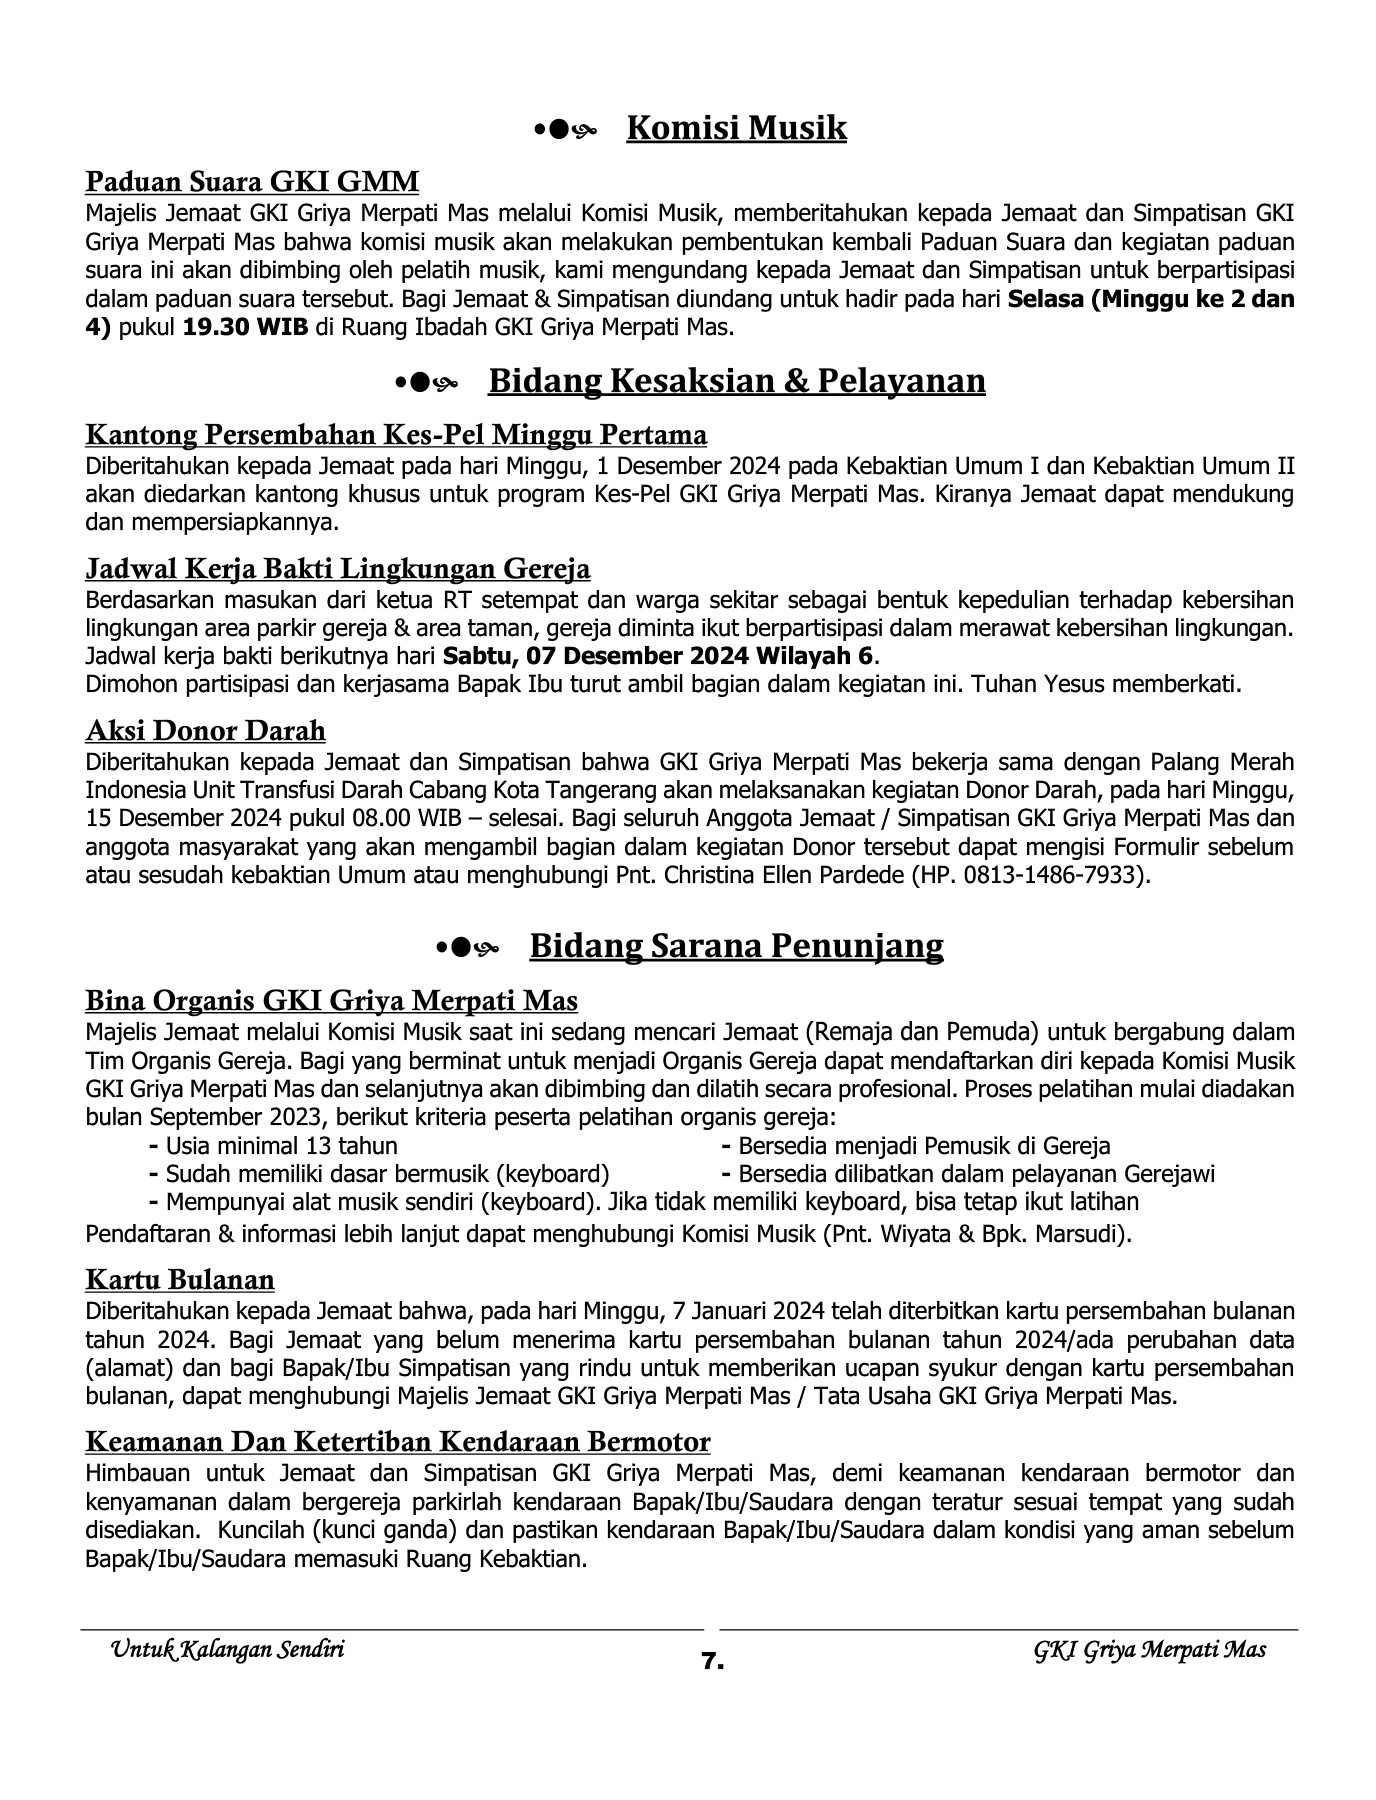 Komisi Musik
Paduan Suara GKI GMM
Majelis Jemaat GKI Griya Merpati Mas melalui Komisi Musik, memberitahukan kepada Jemaat dan Simpatisan GKI
Griya Merpati Mas bahwa komisi musik akan melakukan pembentukan kembali Paduan Suara dan kegiatan paduan
suara ini akan dibimbing oleh pelatih musik, kami mengundang kepada Jemaat dan Simpatisan untuk berpartisipasi
dalam paduan suara tersebut. Bagi Jemaat & Simpatisan diundang untuk hadir pada hari Selasa (Minggu ke 2 dan
4) pukul 19.30 WIB di Ruang Ibadah GKI Griya Merpati Mas.
Bidang Kesaksian & Pelayanan
Kantong Persembahan Kes-Pel Minggu Pertama
Diberitahukan kepada Jemaat pada hari Minggu, 1 Desember 2024 pada Kebaktian Umum I dan Kebaktian Umum II
akan diedarkan kantong khusus untuk program Kes-Pel GKI Griya Merpati Mas. Kiranya Jemaat dapat mendukung
dan mempersiapkannya.
Jadwal Kerja Bakti Lingkungan Gereja
Berdasarkan masukan dari ketua RT setempat dan warga sekitar sebagai bentuk kepedulian terhadap kebersihan
lingkungan area parkir gereja & area taman, gereja diminta ikut berpartisipasi dalam merawat kebersihan lingkungan.
Jadwal kerja bakti berikutnya hari Sabtu, 07 Desember 2024 Wilayah 6.
Dimohon partisipasi dan kerjasama Bapak Ibu turut ambil bagian dalam kegiatan ini. Tuhan Yesus memberkati.
Aksi Donor Darah
Diberitahukan kepada Jemaat dan Simpatisan bahwa GKI Griya Merpati Mas bekerja sama dengan Palang Merah
Indonesia Unit Transfusi Darah Cabang Kota Tangerang akan melaksanakan kegiatan Donor Darah, pada hari Minggu,
15 Desember 2024 pukul 08.00 WIB – selesai. Bagi seluruh Anggota Jemaat / Simpatisan GKI Griya Merpati Mas dan
anggota masyarakat yang akan mengambil bagian dalam kegiatan Donor tersebut dapat mengisi Formulir sebelum
atau sesudah kebaktian Umum atau menghubungi Pnt. Christina Ellen Pardede (HP. 0813-1486-7933).
Bidang Sarana Penunjang
Bina Organis GKI Griya Merpati Mas
Majelis Jemaat melalui Komisi Musik saat ini sedang mencari Jemaat (Remaja dan Pemuda) untuk bergabung dalam
Tim Organis Gereja. Bagi yang berminat untuk menjadi Organis Gereja dapat mendaftarkan diri kepada Komisi Musik
GKI Griya Merpati Mas dan selanjutnya akan dibimbing dan dilatih secara profesional. Proses pelatihan mulai diadakan
bulan September 2023, berikut kriteria peserta pelatihan organis gereja:
- Usia minimal 13 tahun - Bersedia menjadi Pemusik di Gereja
- Sudah memiliki dasar bermusik (keyboard) - Bersedia dilibatkan dalam pelayanan Gerejawi
- Mempunyai alat musik sendiri (keyboard). Jika tidak memiliki keyboard, bisa tetap ikut latihan
Pendaftaran & informasi lebih lanjut dapat menghubungi Komisi Musik (Pnt. Wiyata & Bpk. Marsudi).
Kartu Bulanan
Diberitahukan kepada Jemaat bahwa, pada hari Minggu, 7 Januari 2024 telah diterbitkan kartu persembahan bulanan
tahun 2024. Bagi Jemaat yang belum menerima kartu persembahan bulanan tahun 2024/ada perubahan data
(alamat) dan bagi Bapak/Ibu Simpatisan yang rindu untuk memberikan ucapan syukur dengan kartu persembahan
bulanan, dapat menghubungi Majelis Jemaat GKI Griya Merpati Mas / Tata Usaha GKI Griya Merpati Mas.
Keamanan Dan Ketertiban Kendaraan Bermotor
Himbauan untuk Jemaat dan Simpatisan GKI Griya Merpati Mas, demi keamanan kendaraan bermotor dan
kenyamanan dalam bergereja parkirlah kendaraan Bapak/Ibu/Saudara dengan teratur sesuai tempat yang sudah
disediakan. Kuncilah (kunci ganda) dan pastikan kendaraan Bapak/Ibu/Saudara dalam kondisi yang aman sebelum
Bapak/Ibu/Saudara memasuki Ruang Kebaktian.
Untuk Kalangan Sendiri
7.
GKI Griya Merpati Mas